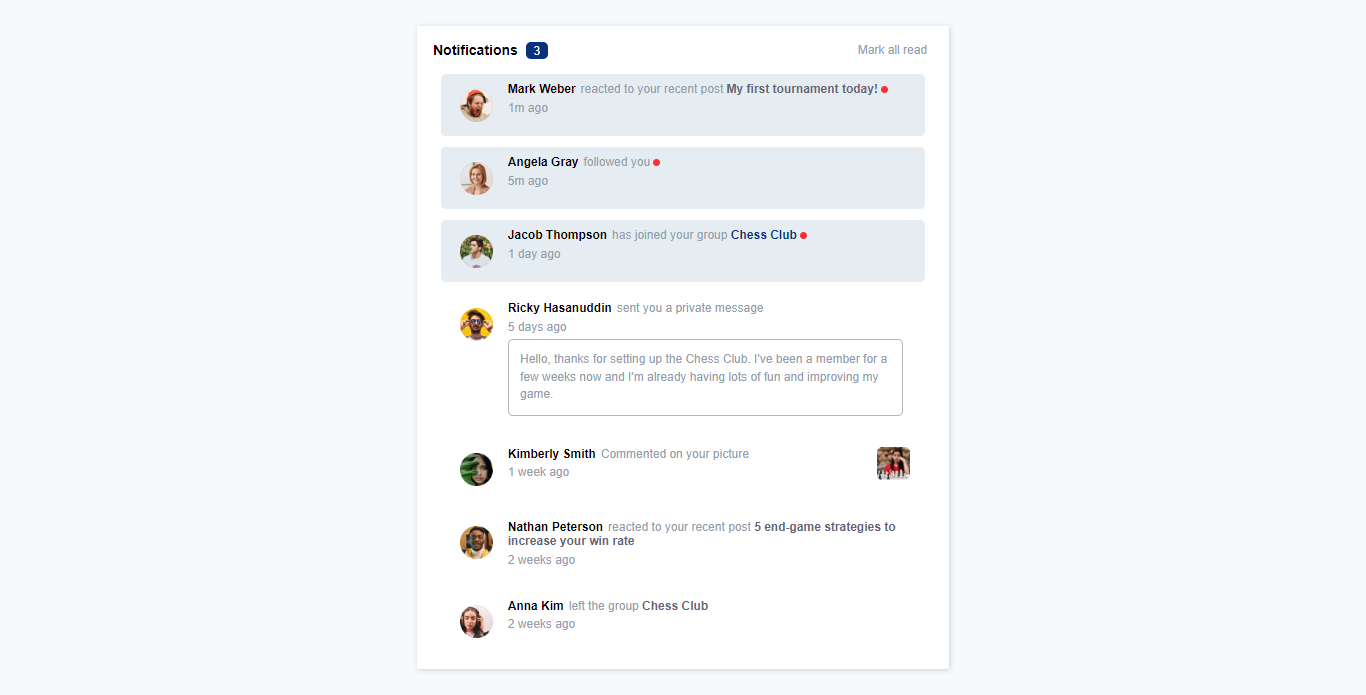 Notifications 3 Mark all read
Mark Weber reacted to your recent post My first tournament today!
1m ago
Angela Gray followed you
5m ago
Jacob Thompson has joined your group Chess Club
1 day ago
Ricky Hasanuddin sent you a private message
5 days ago
Hello, thanks for setting up the Chess Club. I've been a member for a
few weeks now and I'm already having lots of fun and improving my
game.
Kimberly Smith Commented on your picture
1 week ago
Nathan Peterson reacted to your recent post 5 end-game strategies to
increase your win rate
2 weeks ago
Anna Kim left the group Chess Club
2 weeks ago